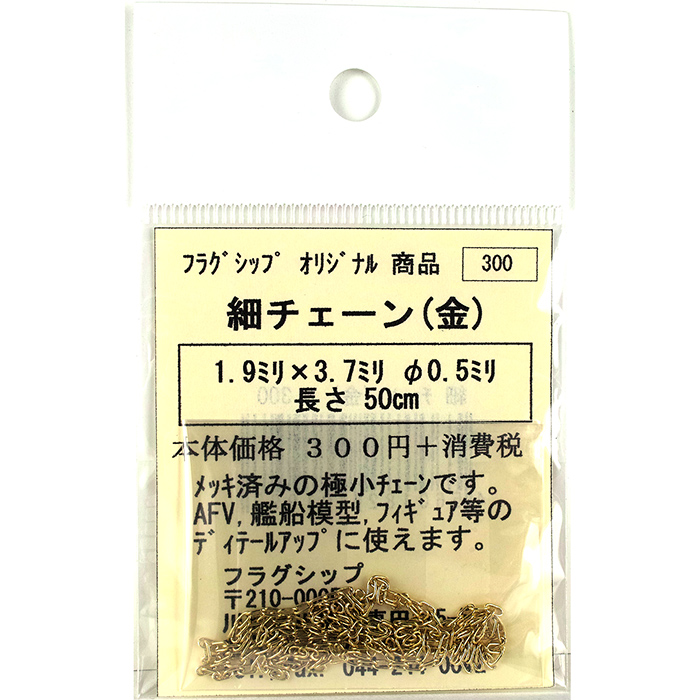 ﾌﾗｸﾞｼｯﾌﾟ ｵﾘｼﾞﾅﾙ 商品 300
細チェーン(金)
1.9ﾐﾘ×3.7ﾐﾘ φ0.5ﾐﾘ
長さ 50cm
本体価格 300円＋消費税
ﾒｯｷ済みの極小ﾁｪｰﾝです。
AFV,艦船模型,ﾌｨｷﾞｭｱ等の
ﾃﾞｨﾃｰﾙｱｯﾌﾟに使えます。
フラグシップ
〒210-000